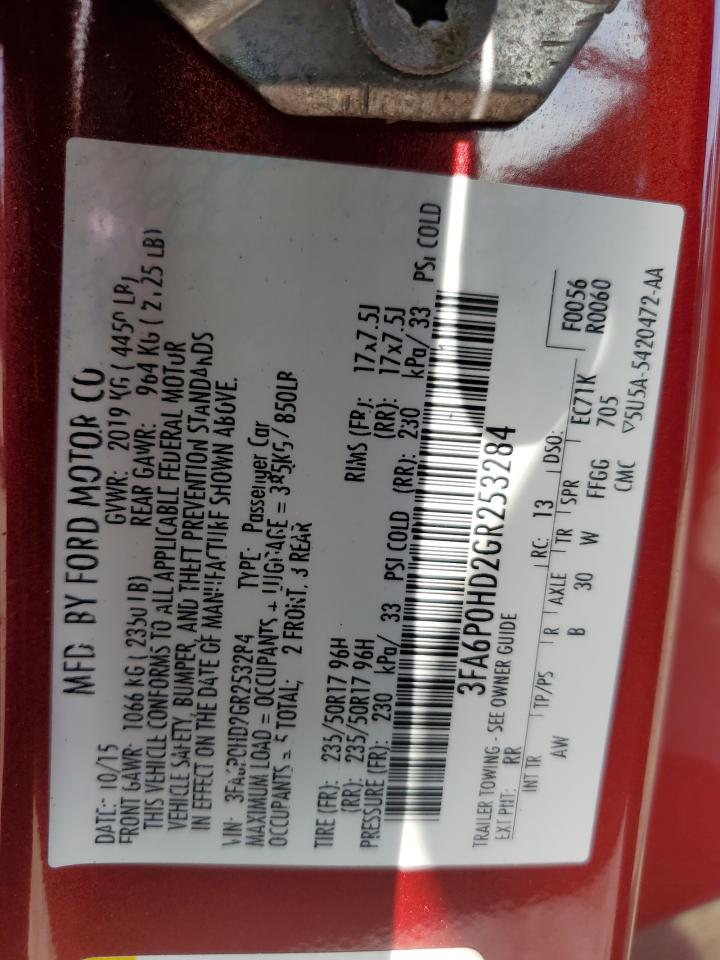 MFD. BY FORD MOTOR CO
DATE: 10/15 GVWR: 2019 KG ( 4450 LB)
FRONT GAWR: 1066 KG ( 2350 LB) REAR GAWR: 964 KG ( 2125 LB)
THIS VEHICLE CONFORMS TO ALL APPLICABLE FEDERAL MOTOR
VEHICLE SAFETY, BUMPER, AND THEFT PREVENTION STANDARDS
IN EFFECT ON THE DATE OF MANUFACTURE SHOWN ABOVE.
VIN: 3FA6P0HD2GR253284 TYPE: Passenger Car
MAXIMUM LOAD = OCCUPANTS + LUGGAGE = 385KG / 850LB
OCCUPANTS = 5 TOTAL; 2 FRONT, 3 REAR
TIRE (FR): 235/50R17 96H RIMS (FR): 17x7.5J
(RR): 235/50R17 96H (RR): 17x7.5J
PRESSURE (FR): 230 kPa/ 33 PSI COLD (RR): 230 kPa/ 33 PSI COLD
3FA6P0HD2GR253284
TRAILER TOWING - SEE OWNER GUIDE
EXT PNT: RR RC: 13 DSO: F0056
R0060
INT TR TP/PS R AXLE TR SPR EC71K
AW B 30 W FFGG 705
CMC ▽5U5A-5420472-AA